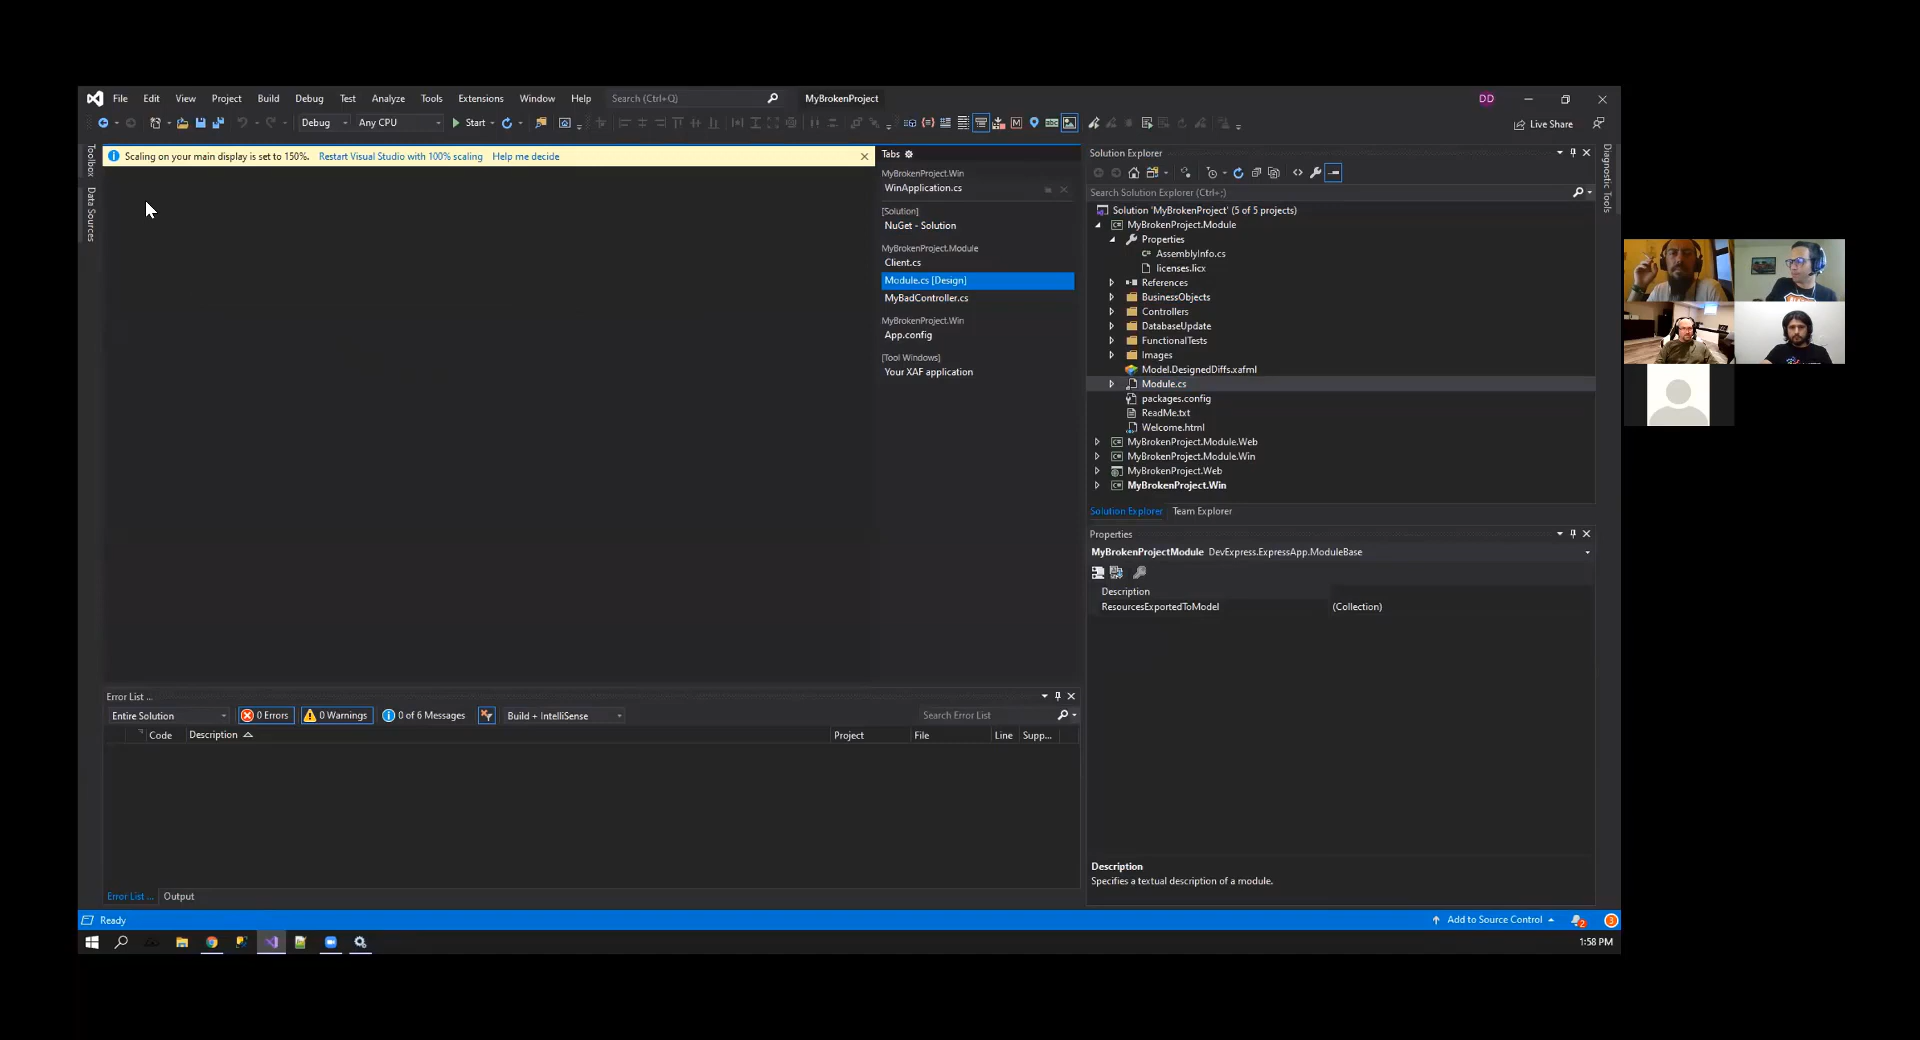 File Edit View Project Build Debug Test Analyze Tools Extensions Window Help Search (Ctrl+Q) MyBrokenProject DD
Debug Any CPU Start Live Share
Toolbox
Data Sources
Scaling on your main display is set to 150%. Restart Visual Studio with 100% scaling Help me decide
Tabs
MyBrokenProject.Win
WinApplication.cs
[Solution]
NuGet - Solution
MyBrokenProject.Module
Client.cs
Module.cs [Design]
MyBadController.cs
MyBrokenProject.Win
App.config
[Tool Windows]
Your XAF application
Solution Explorer
Search Solution Explorer (Ctrl+;)
Solution 'MyBrokenProject' (5 of 5 projects)
MyBrokenProject.Module
Properties
AssemblyInfo.cs
licenses.licx
References
BusinessObjects
Controllers
DatabaseUpdate
FunctionalTests
Images
Model.DesignedDiffs.xafml
Module.cs
packages.config
ReadMe.txt
Welcome.html
MyBrokenProject.Module.Web
MyBrokenProject.Module.Win
MyBrokenProject.Web
MyBrokenProject.Win
Solution Explorer Team Explorer
Diagnostic Tools
Properties
MyBrokenProjectModule DevExpress.ExpressApp.ModuleBase
Description
ResourcesExportedToModel (Collection)
Description
Specifies a textual description of a module.
Error List ...
Entire Solution 0 Errors 0 Warnings 0 of 6 Messages Build + IntelliSense Search Error List
Code Description Project File Line Supp...
Error List ... Output
Ready Add to Source Control 2 3
1:58 PM